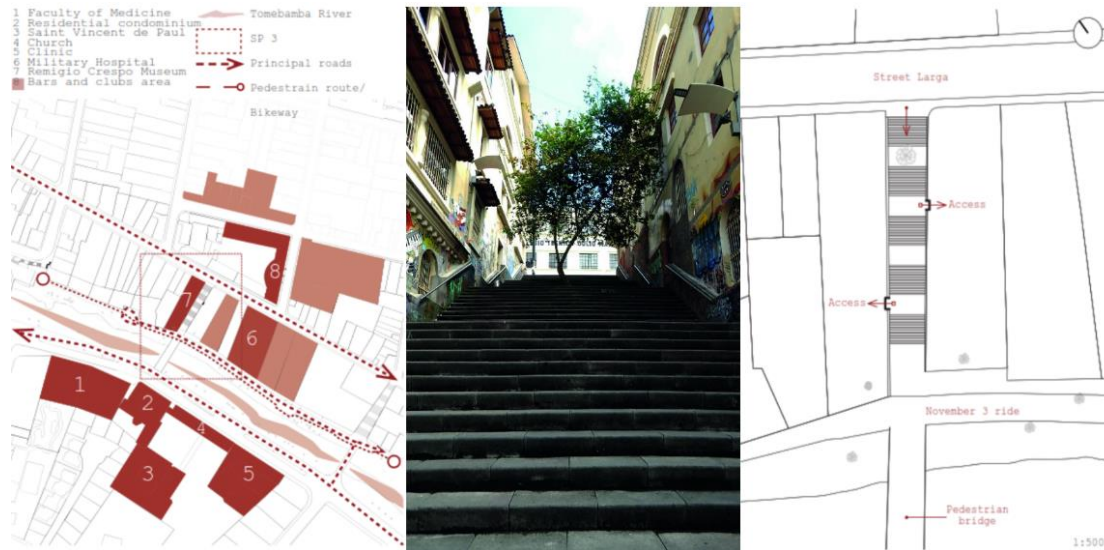 1 Faculty of Medicine
2 Residential condominium
3 Saint Vincent de Paul
4 Church
5 Clinic
6 Military Hospital
7 Remigio Crespo Museum
8 Bars and clubs area
Tomebamba River
SP 3
Principal roads
Pedestrain route/
Bikeway
8
7
6
1
2
4
3
5
Street Larga
Access
Access
November 3 ride
Pedestrian
bridge
1:500